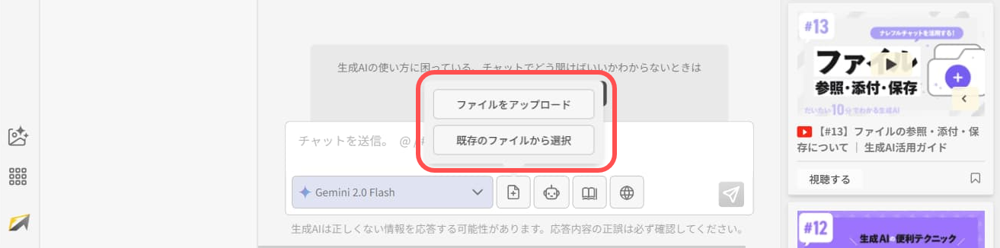 生成AIの使い方に困っている、チャットでどう聞けばいいかわからないときは
ファイルをアップロード
既存のファイルから選択
チャットを送信。 @ / #
Gemini 2.0 Flash
生成AIは正しくない情報を応答する可能性があります。応答内容の正誤は必ず確認してください。
#13
ナレフルチャットを活用する!
ファイル
参照・添付・保存
だいたい10分でわかる生成AI
【#13】ファイルの参照・添付・保
存について | 生成AI活用ガイド
視聴する
#12
生成AIの便利テクニック